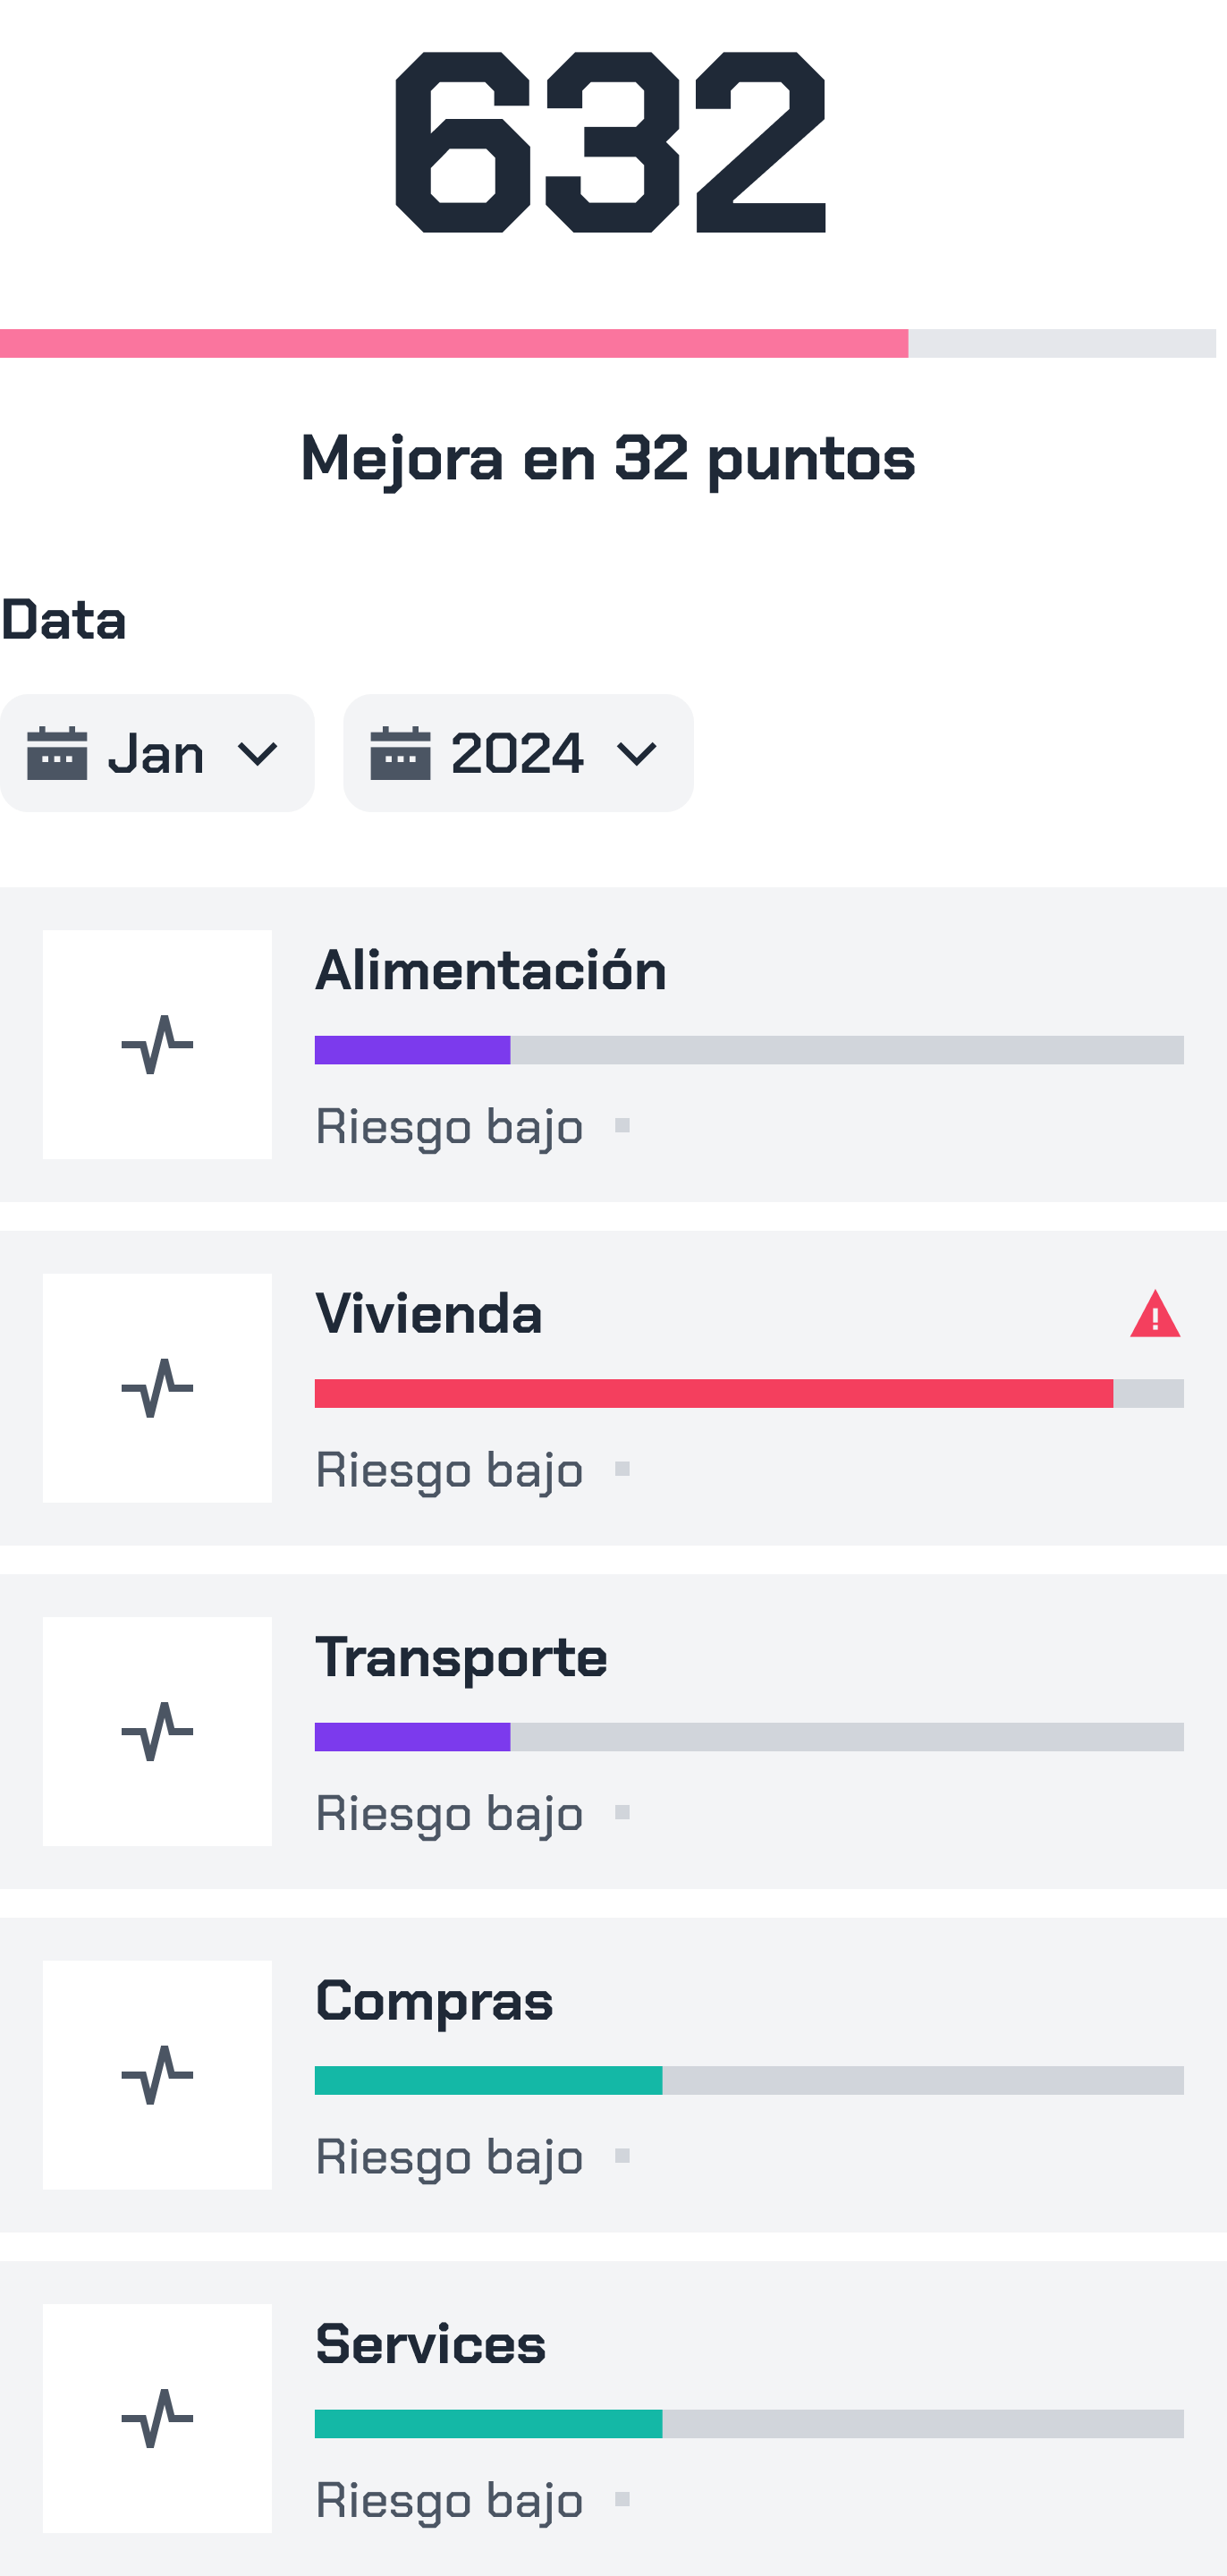 632
Mejora en 32 puntos
Data
Jan 2024
Alimentación
Riesgo bajo
Vivienda
Riesgo bajo
Transporte
Riesgo bajo
Compras
Riesgo bajo
Services
Riesgo bajo